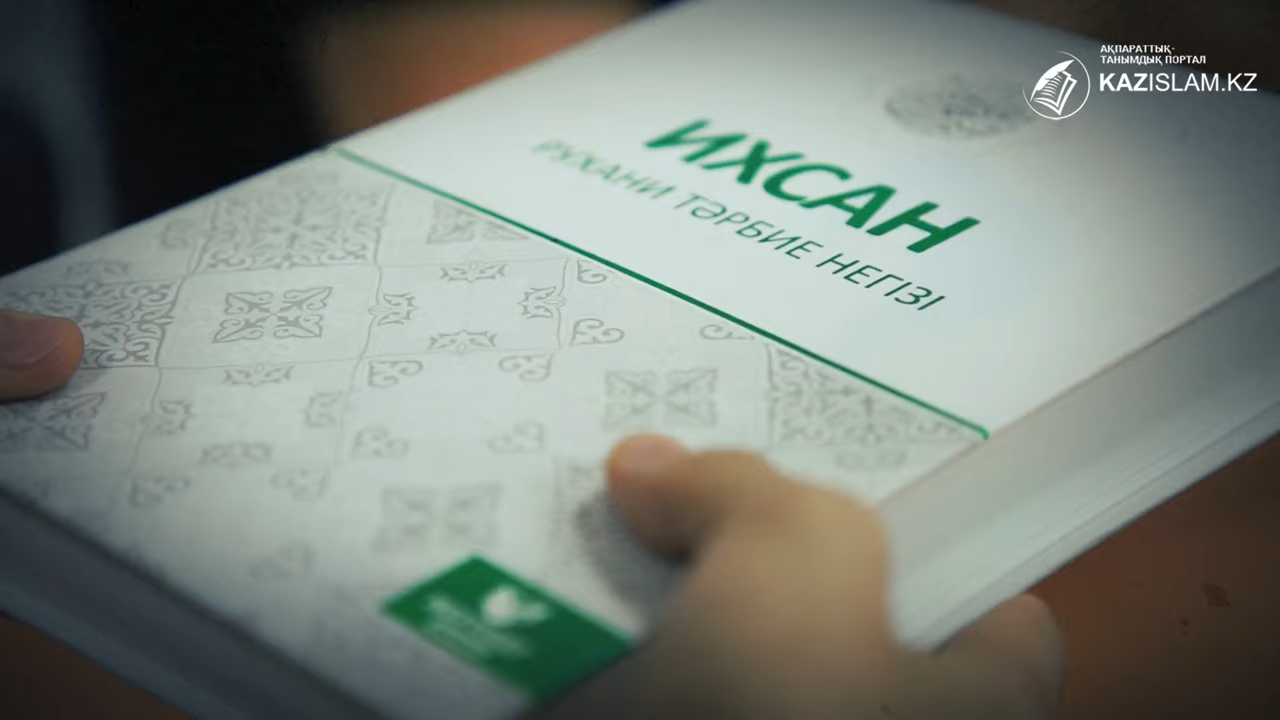 АҚПАРАТТЫҚ-
ТАНЫМДЫҚ ПОРТАЛ
KAZISLAM.KZ
ИХСАН
РУХАНИ ТӘРБИЕ НЕГІЗІ